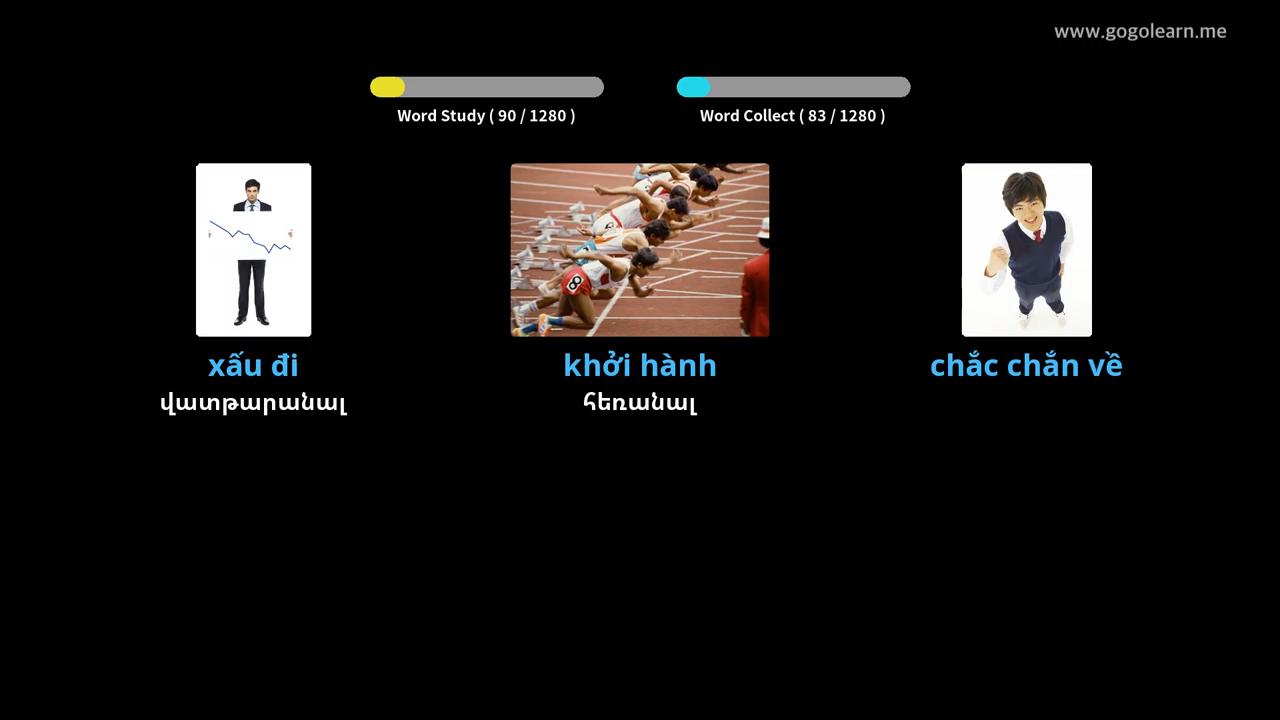 www.gogolearn.me
Word Study ( 90 / 1280 )
Word Collect ( 83 / 1280 )
xấu đi
վատթարանալ
khởi hành
հեռանալ
chắc chắn về